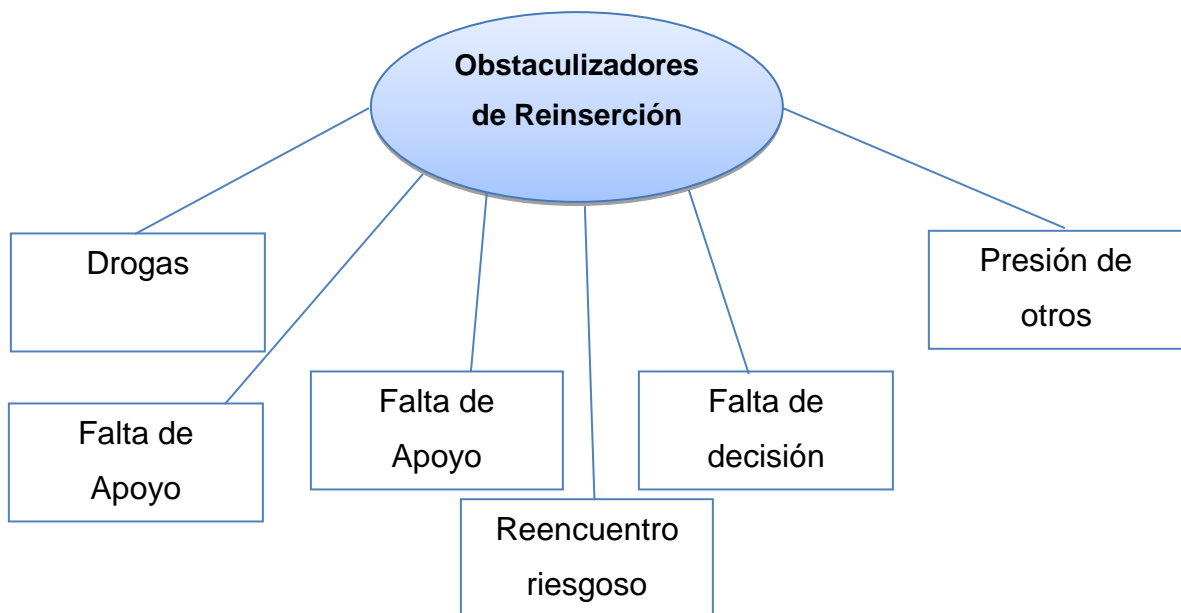 Obstaculizadores
de Reinserción
Drogas
Presión de
otros
Falta de
Apoyo
Falta de
Apoyo
Falta de
decisión
Reencuentro
riesgoso